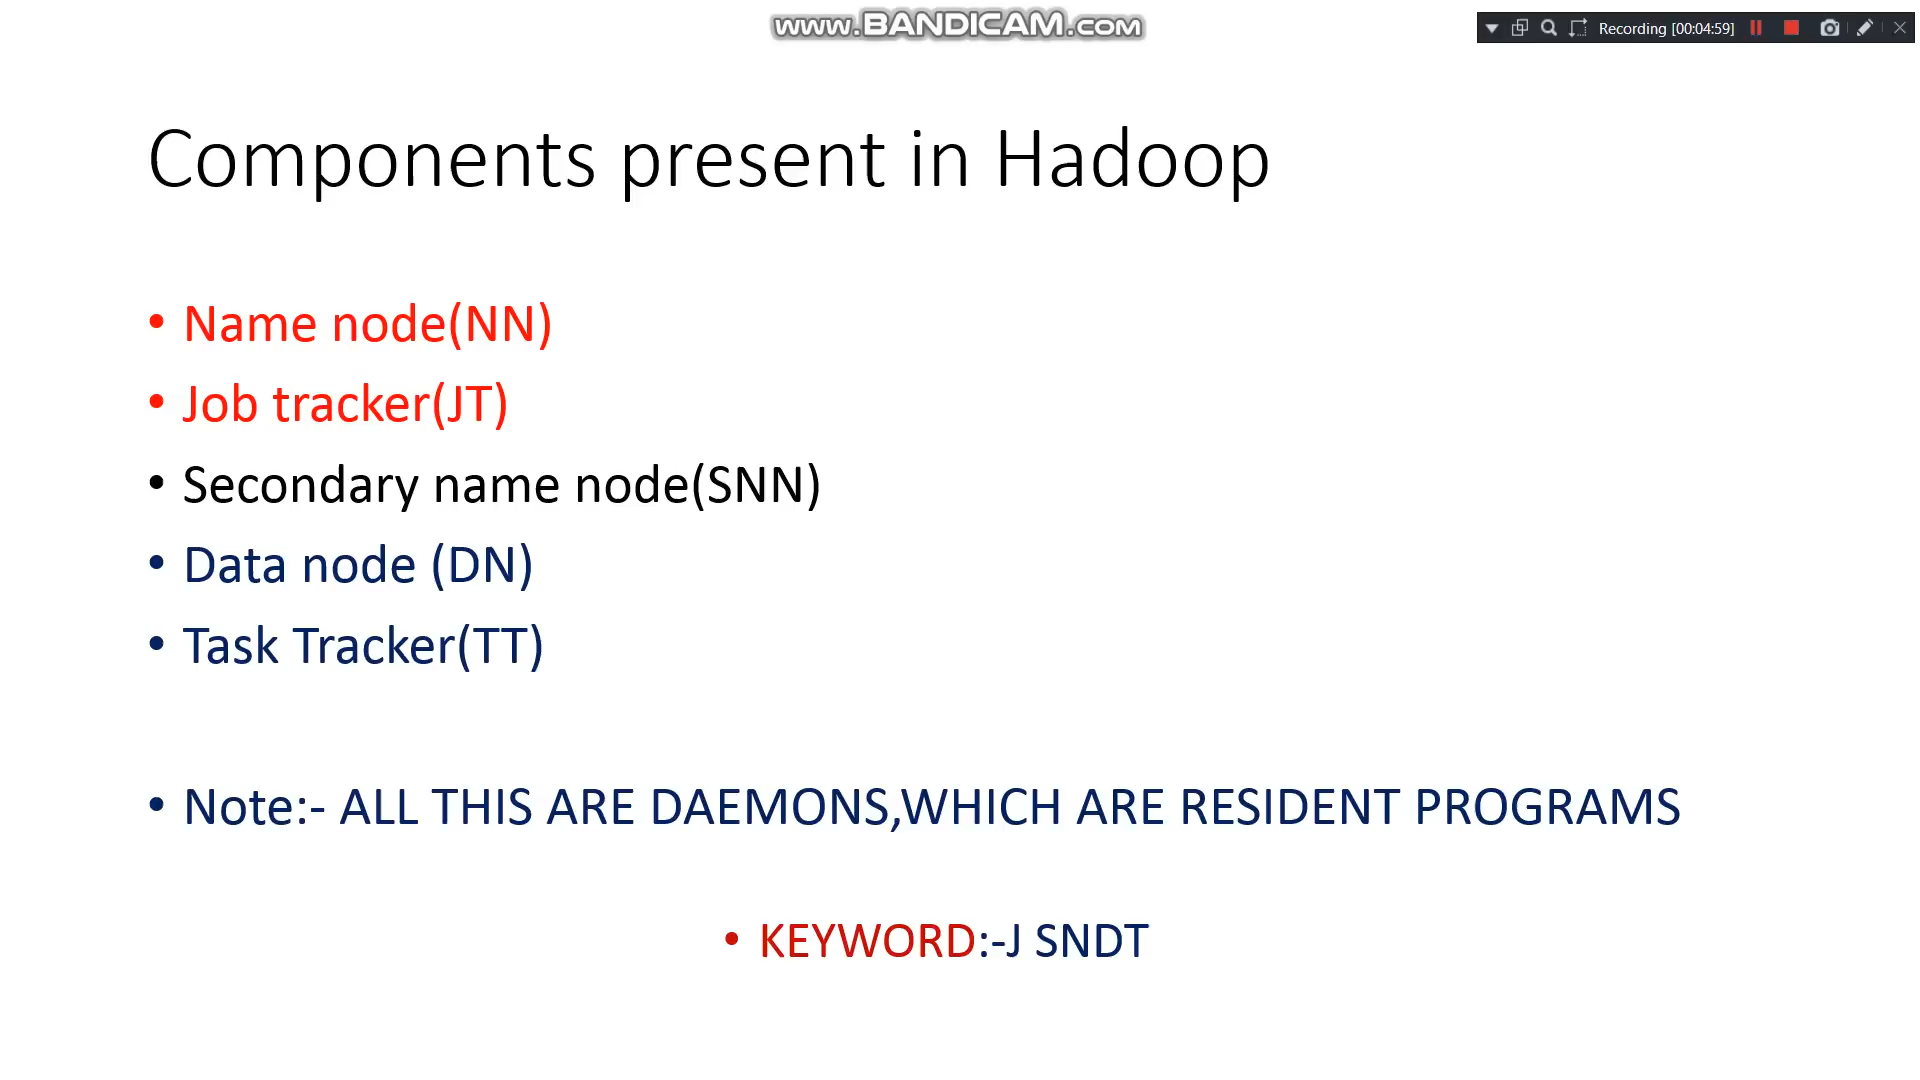 www.BANDICAM.com
Recording [00:04:59]
Components present in Hadoop
• Name node(NN)
• Job tracker(JT)
• Secondary name node(SNN)
• Data node (DN)
• Task Tracker(TT)
• Note:- ALL THIS ARE DAEMONS,WHICH ARE RESIDENT PROGRAMS
• KEYWORD:-J SNDT